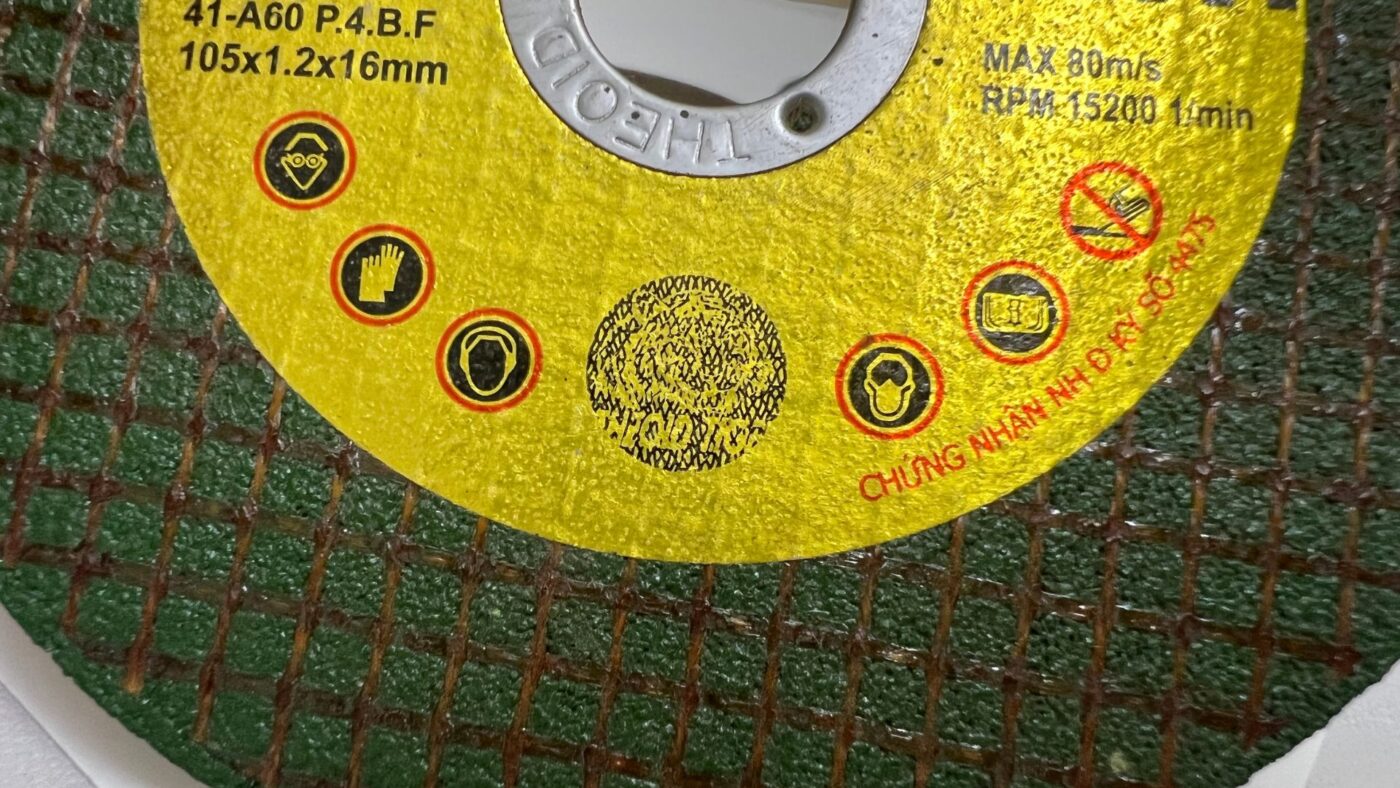 41-A60 P.4.B.F
105x1.2x16mm
THEOID
MAX 80m/s
RPM 15200 1/min
CHỨNG NHẬN NH Đ KÝ SỐ 4475